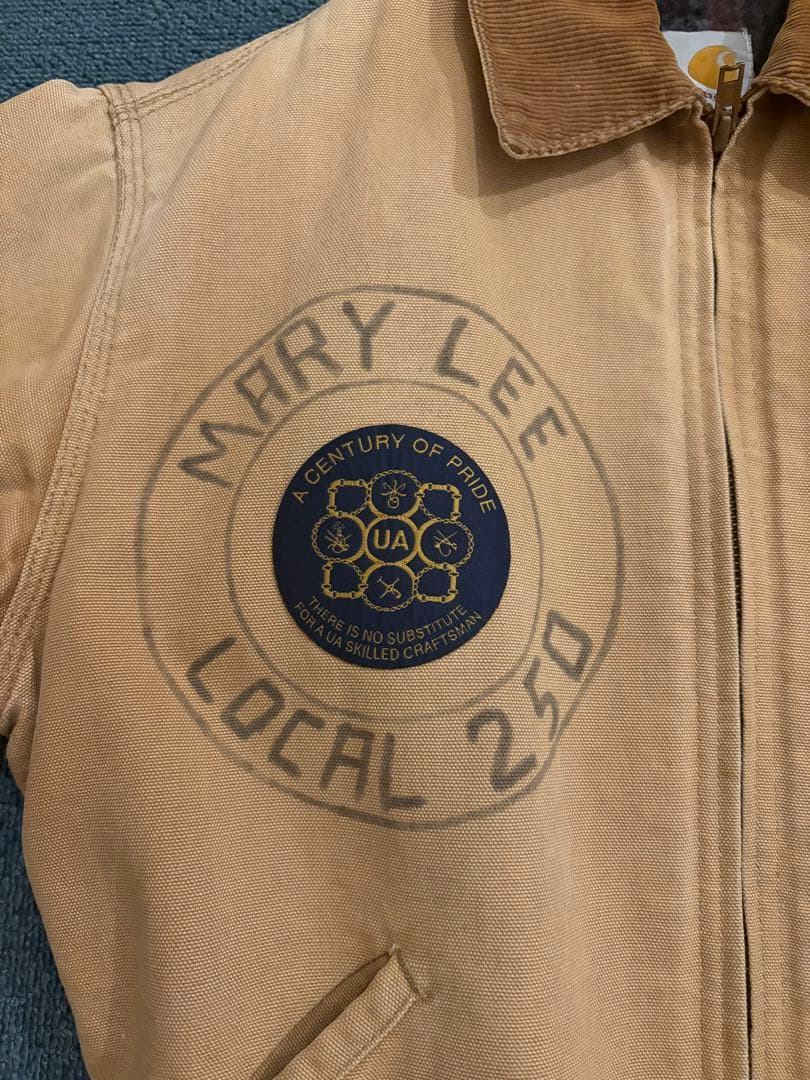 MARY LEE
A CENTURY OF PRIDE
UA
THERE IS NO SUBSTITUTE
FOR A UA SKILLED CRAFTSMAN
LOCAL 250